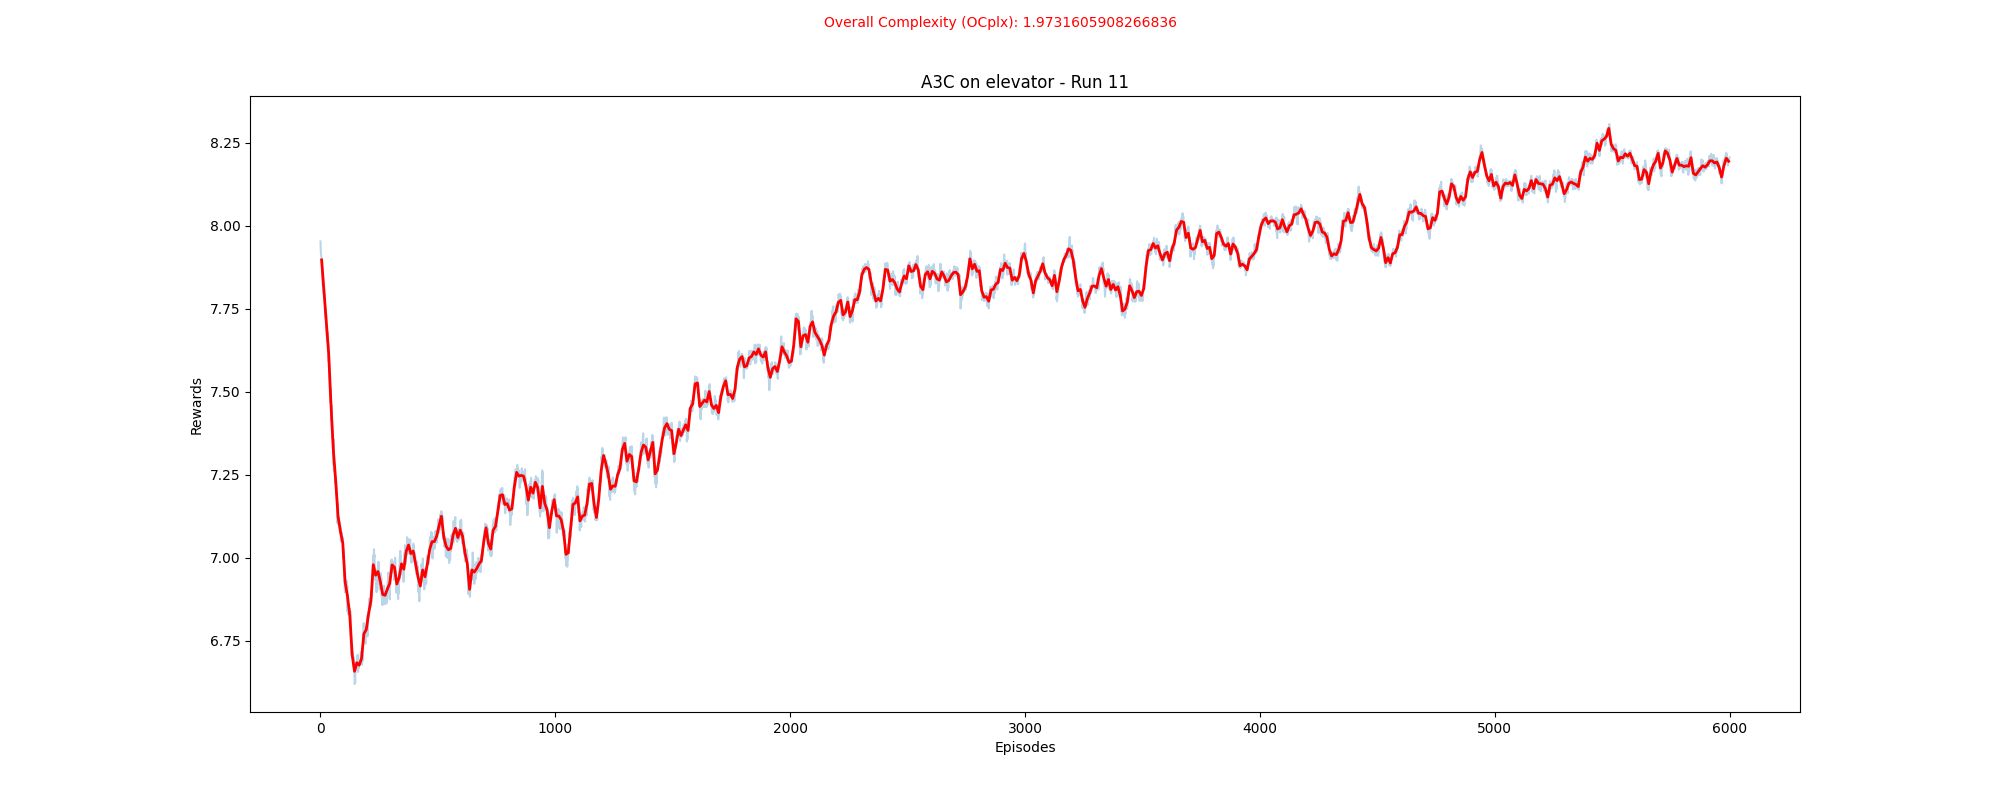 Overall Complexity (OCplx): 1.9731605908266836
A3C on elevator - Run 11
8.25
8.00
7.75
7.50
7.25
7.00
6.75
Rewards
0 1000 2000 3000 4000 5000 6000
Episodes